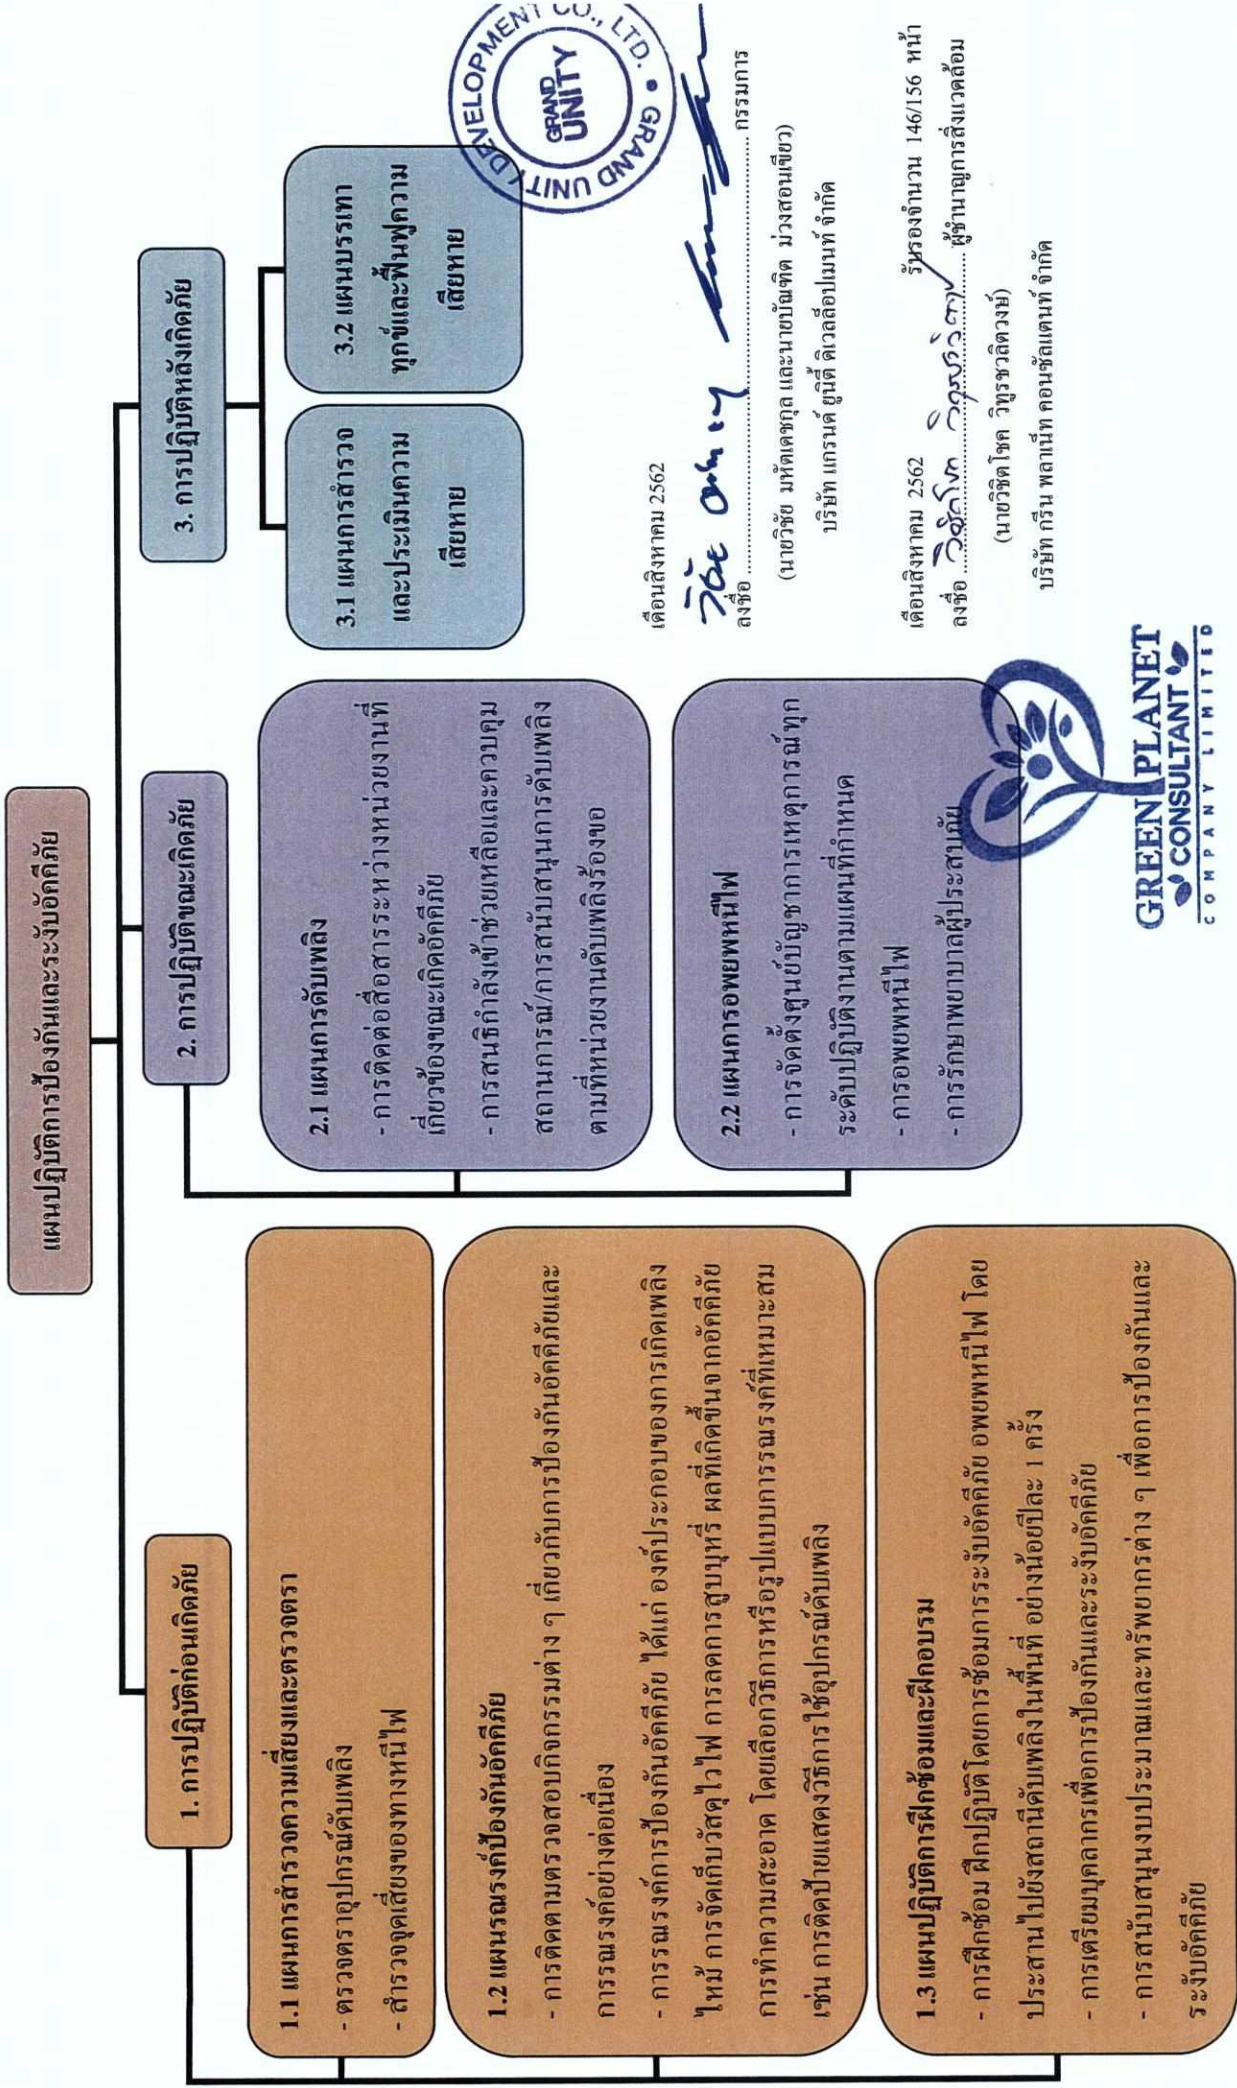 แผนปฏิบัติการป้องกันและระงับอัคคีภัย
1. การปฏิบัติก่อนเกิดภัย
1.1 แผนการสำรวจความเสี่ยงและตรวจตรา
- ตรวจตราอุปกรณ์ดับเพลิง
- สำรวจจุดเสี่ยงของทางหนีไฟ
1.2 แผนรณรงค์ป้องกันอัคคีภัย
- การติดตามตรวจสอบกิจกรรมต่าง ๆ เกี่ยวกับการป้องกันอัคคีภัยและ
การรณรงค์อย่างต่อเนื่อง
- การรณรงค์การป้องกันอัคคีภัย ได้แก่ องค์ประกอบของการเกิดเพลิง
ไหม้ การจัดเก็บวัสดุไวไฟ การลดการสูบบุหรี่ ผลที่เกิดขึ้นจากอัคคีภัย
การทำความสะอาด โดยเลือกวิธีการหรือรูปแบบการรณรงค์ที่เหมาะสม
เช่น การติดป้ายแสดงวิธีการใช้อุปกรณ์ดับเพลิง
1.3 แผนปฏิบัติการฝึกซ้อมและฝึกอบรม
- การฝึกซ้อม ฝึกปฏิบัติโดยการซ้อมการระงับอัคคีภัย อพยพหนีไฟ โดย
ประสานไปยังสถานีดับเพลิงในพื้นที่ อย่างน้อยปีละ 1 ครั้ง
- การเตรียมบุคลากรเพื่อการป้องกันและระงับอัคคีภัย
- การสนับสนุนงบประมาณและทรัพยากรต่าง ๆ เพื่อการป้องกันและ
ระงับอัคคีภัย
2. การปฏิบัติขณะเกิดภัย
2.1 แผนการดับเพลิง
- การติดต่อสื่อสารระหว่างหน่วยงานที่
เกี่ยวข้องขณะเกิดอัคคีภัย
- การสนธิกำลังเข้าช่วยเหลือและควบคุม
สถานการณ์/การสนับสนุนการดับเพลิง
ตามที่หน่วยงานดับเพลิงร้องขอ
2.2 แผนการอพยพหนีไฟ
- การจัดตั้งศูนย์บัญชาการเหตุการณ์ทุก
ระดับปฏิบัติงานตามแผนที่กำหนด
- การอพยพหนีไฟ
- การรักษาพยาบาลผู้ประสบภัย
3. การปฏิบัติหลังเกิดภัย
3.1 แผนการสำรวจ
และประเมินความ
เสียหาย
3.2 แผนบรรเทา
ทุกข์และฟื้นฟูความ
เสียหาย
เดือนสิงหาคม 2562
ลงชื่อ ........ กรรมการ
(นายวิชัย มหัตเดชกุล และนายบัณฑิต ม่วงสอนเขียว)
บริษัท แกรนด์ ยูนิตี้ ดิเวลล็อปเมนท์ จำกัด
GRAND UNITY DEVELOPMENT CO., LTD.
GRAND
UNITY
เดือนสิงหาคม 2562 รับรองจำนวน 146/156 หน้า
ลงชื่อ ........ ผู้ชำนาญการสิ่งแวดล้อม
(นายวิชิตโชค วิทูรชวลิตวงษ์)
บริษัท กรีน พลาเน็ท คอนซัลแตนท์ จำกัด
GREEN PLANET
CONSULTANT
COMPANY LIMITED